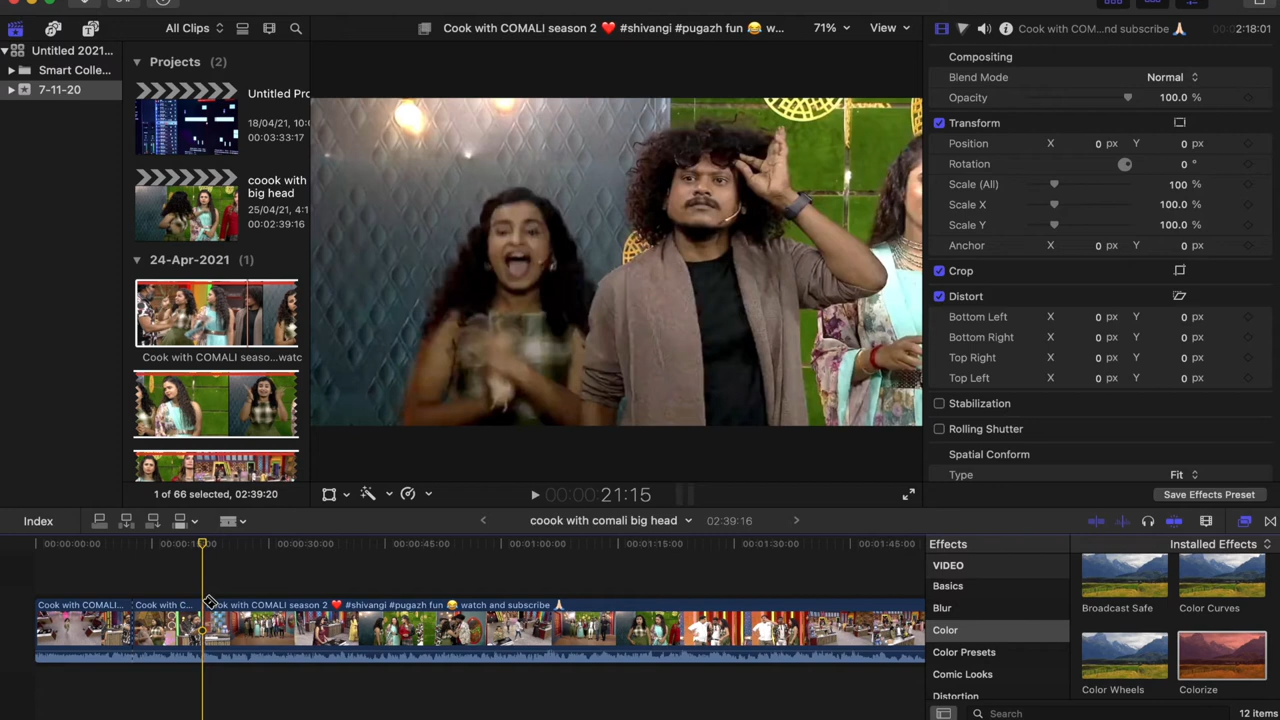 All Clips
Cook with COMALI season 2 ❤️ #shivangi #pugazh fun 😂 w...
71%
View
Cook with COM...nd subscribe 🙏🏻
2:18:01
Untitled 2021...
Smart Colle...
7-11-20
Projects (2)
Untitled Pro
18/04/21, 10:
00:03:33:17
coook with
big head
25/04/21, 4:1
00:02:39:16
24-Apr-2021 (1)
Cook with COMALI seaso...watc
1 of 66 selected, 02:39:20
00:00:00 21:15
Compositing
Blend Mode Normal
Opacity 100.0 %
Transform
Position X 0 px Y 0 px
Rotation 0 °
Scale (All) 100 %
Scale X 100.0 %
Scale Y 100.0 %
Anchor X 0 px Y 0 px
Crop
Distort
Bottom Left X 0 px Y 0 px
Bottom Right X 0 px Y 0 px
Top Right X 0 px Y 0 px
Top Left X 0 px Y 0 px
Stabilization
Rolling Shutter
Spatial Conform
Type Fit
Save Effects Preset
Index
coook with comali big head
02:39:16
00:00:00:00 00:00:15:00 00:00:30:00 00:00:45:00 00:01:00:00 00:01:15:00 00:01:30:00 00:01:45:00
Cook with COMALI... Cook with C... Cook with COMALI season 2 ❤️ #shivangi #pugazh fun 😂 watch and subscribe 🙏🏻
Effects
Installed Effects
VIDEO
Basics
Blur
Color
Color Presets
Comic Looks
Distortion
Broadcast Safe
Color Curves
Color Wheels
Colorize
Search
12 items